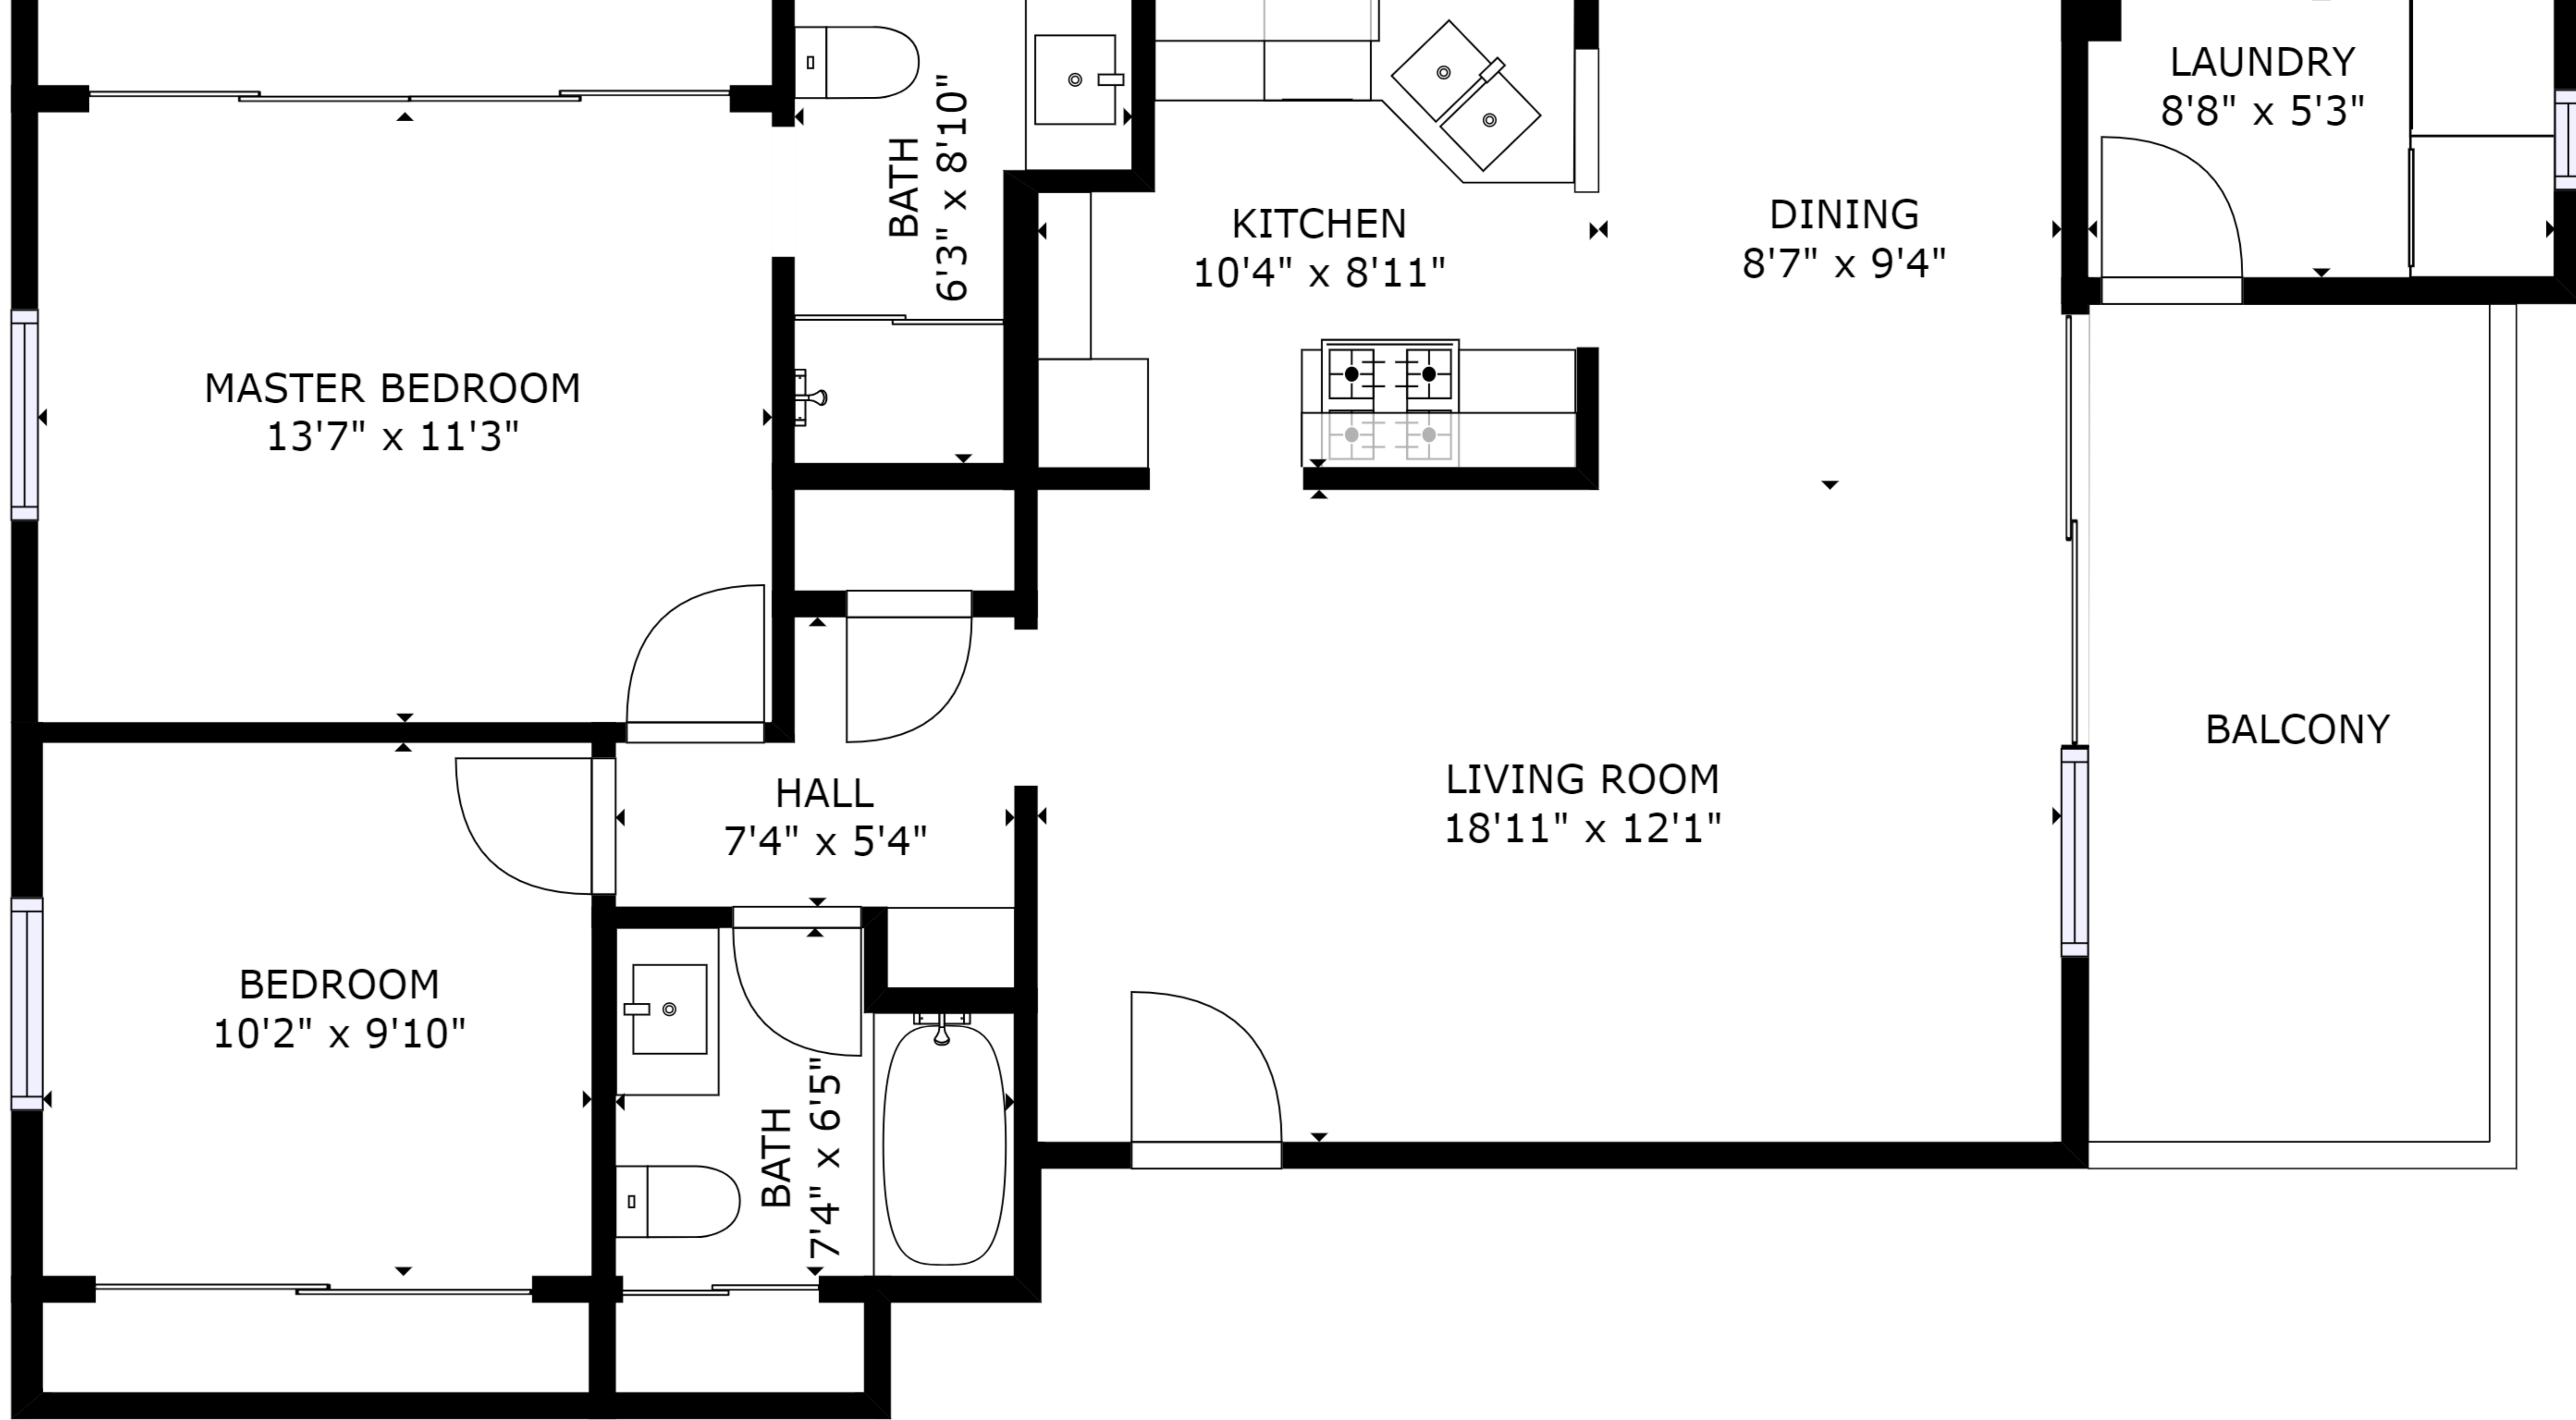 LAUNDRY
8'8" x 5'3"
BATH
6'3" x 8'10"
KITCHEN
10'4" x 8'11"
DINING
8'7" x 9'4"
MASTER BEDROOM
13'7" x 11'3"
BALCONY
HALL
7'4" x 5'4"
LIVING ROOM
18'11" x 12'1"
BEDROOM
10'2" x 9'10"
BATH
7'4" x 6'5"